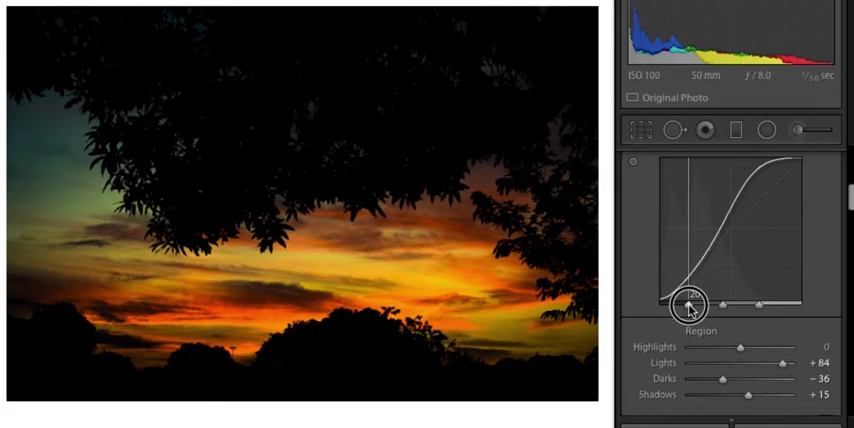 ISO 100 50 mm ƒ / 8.0 1/50 sec
Original Photo
20
Region
Highlights 0
Lights + 84
Darks − 36
Shadows + 15